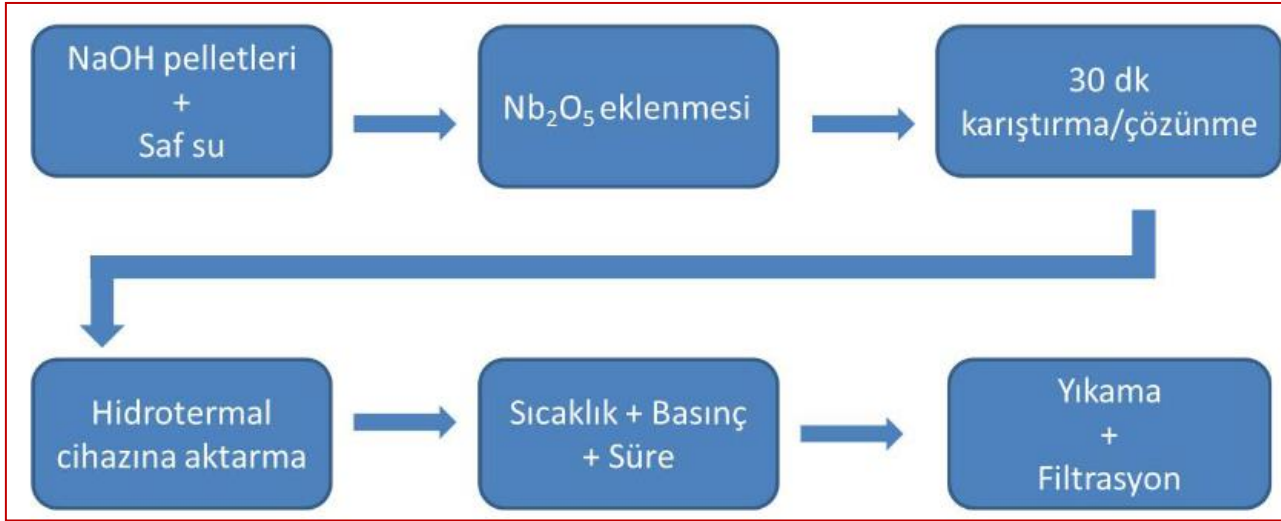 NaOH pelletleri
+
Saf su
Nb₂O₅ eklenmesi
30 dk
karıştırma/çözünme
Hidrotermal
cihazına aktarma
Sıcaklık + Basınç
+ Süre
Yıkama
+
Filtrasyon